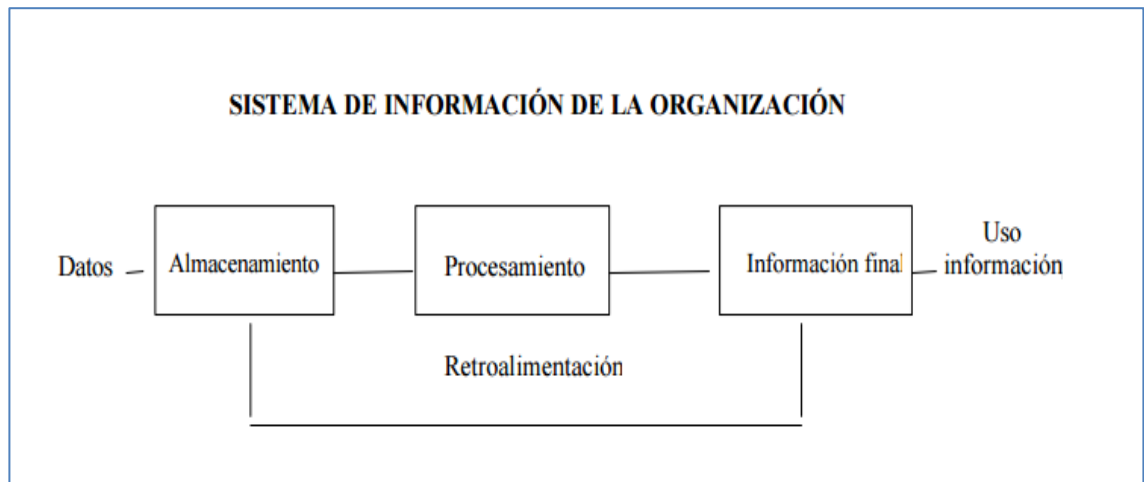 SISTEMA DE INFORMACIÓN DE LA ORGANIZACIÓN
Datos
Almacenamiento
Procesamiento
Información final
Uso
información
Retroalimentación